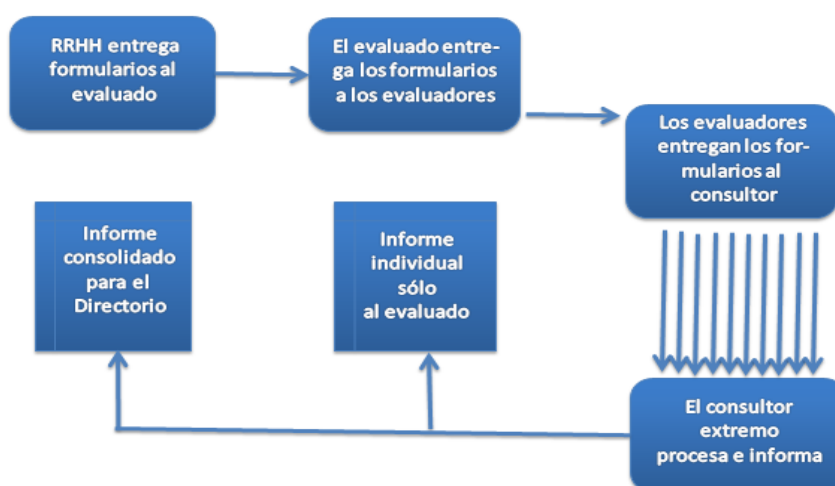 RRHH entrega
formularios al
evaluado
El evaluado entre-
ga los formularios
a los evaluadores
Los evaluadores
entregan los for-
mularios al
consultor
Informe
consolidado
para el
Directorio
Informe
individual
sólo
al evaluado
El consultor
extremo
procesa e informa